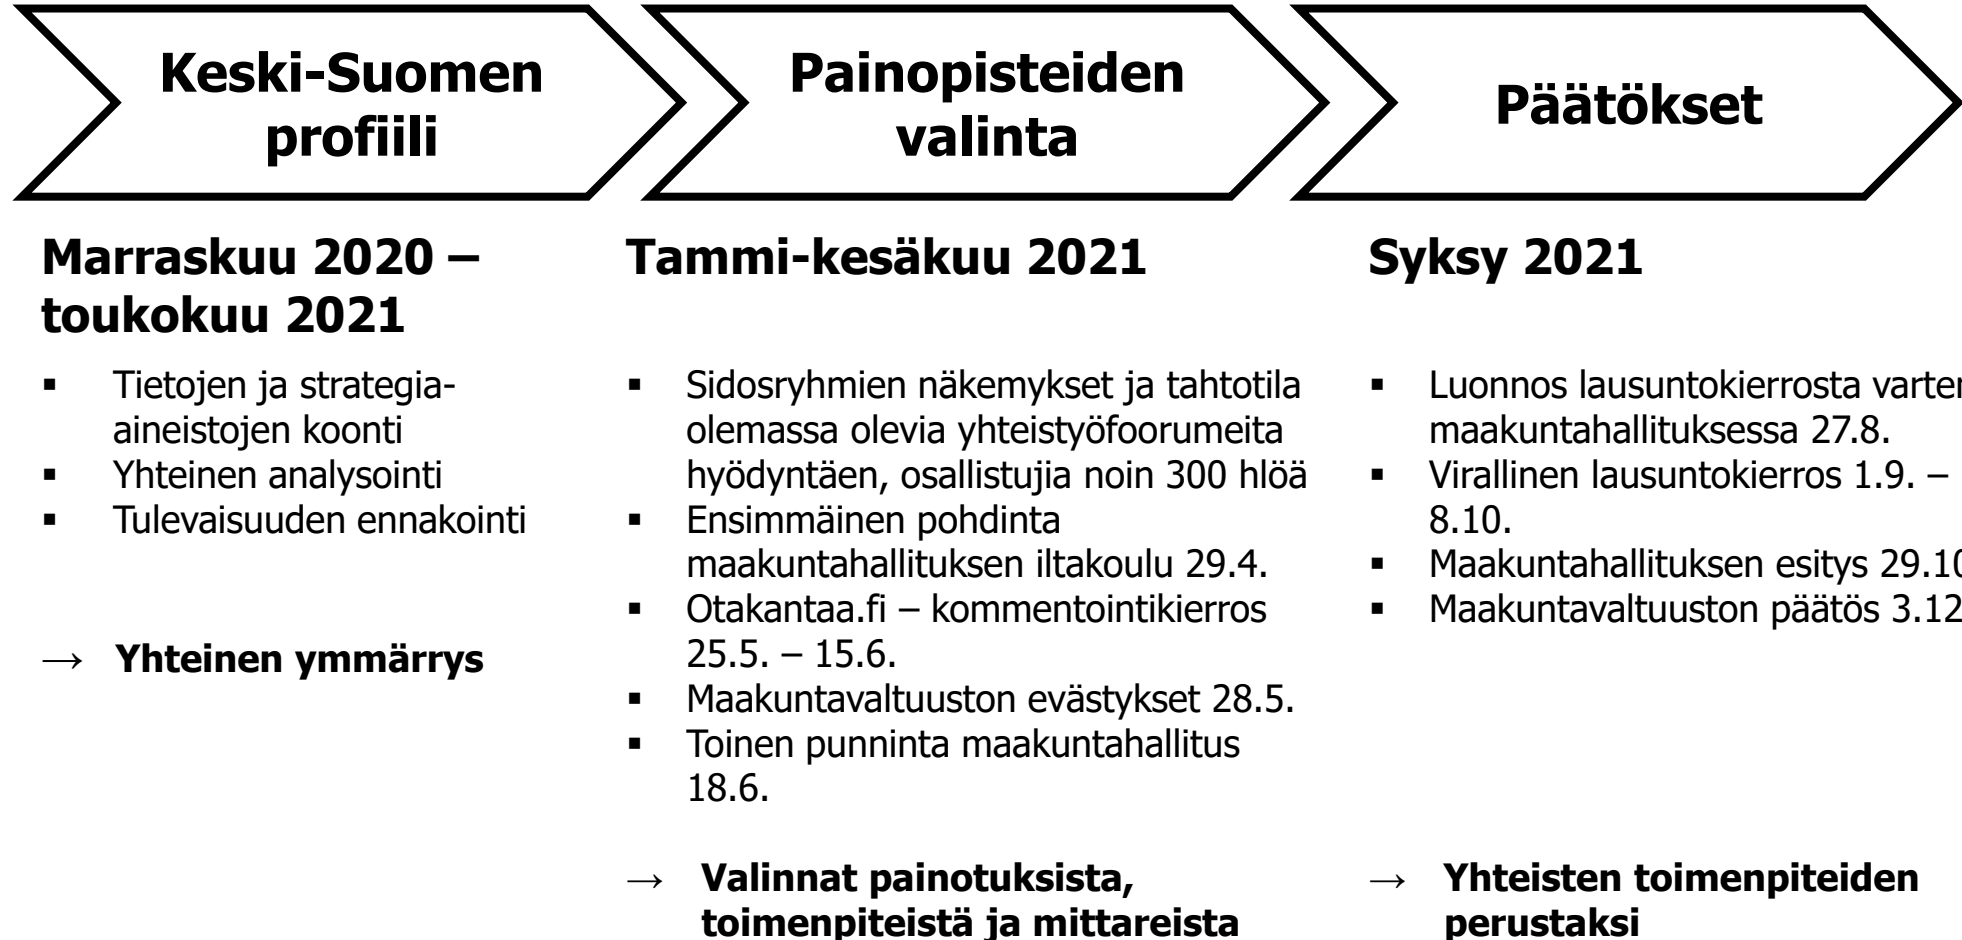 Keski-Suomen
profiili
Painopisteiden
valinta
Päätökset
Marraskuu 2020 –
toukokuu 2021
▪ Tietojen ja strategia-
aineistojen koonti
▪ Yhteinen analysointi
▪ Tulevaisuuden ennakointi
→ Yhteinen ymmärrys
Tammi-kesäkuu 2021
▪ Sidosryhmien näkemykset ja tahtotila
olemassa olevia yhteistyöfoorumeita
hyödyntäen, osallistujia noin 300 hlöä
▪ Ensimmäinen pohdinta
maakuntahallituksen iltakoulu 29.4.
▪ Otakantaa.fi – kommentointikierros
25.5. – 15.6.
▪ Maakuntavaltuuston evästykset 28.5.
▪ Toinen punninta maakuntahallitus
18.6.
→ Valinnat painotuksista,
toimenpiteistä ja mittareista
Syksy 2021
▪ Luonnos lausuntokierrosta varten
maakuntahallituksessa 27.8.
▪ Virallinen lausuntokierros 1.9. –
8.10.
▪ Maakuntahallituksen esitys 29.10
▪ Maakuntavaltuuston päätös 3.12
→ Yhteisten toimenpiteiden
perustaksi